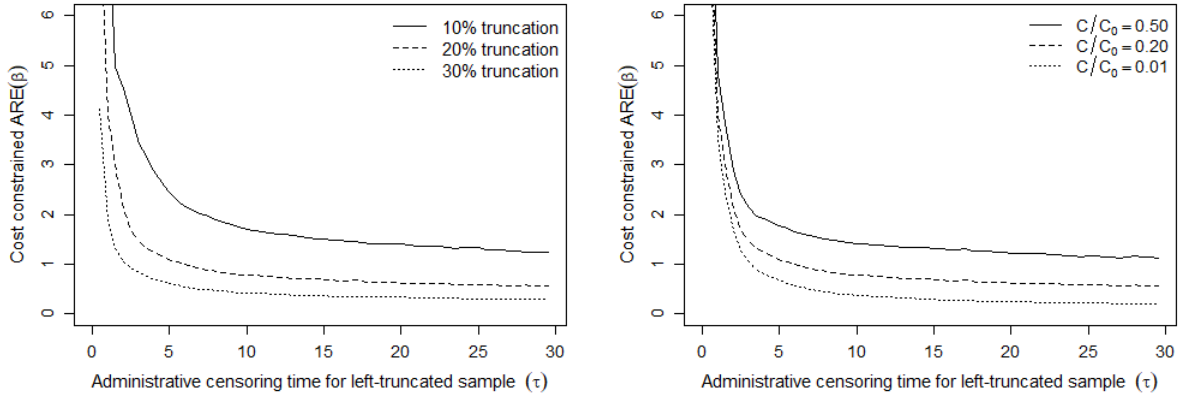 Cost constrained ARE(β)
6
5
4
3
2
1
0
10% truncation
20% truncation
30% truncation
0 5 10 15 20 25 30
Administrative censoring time for left-truncated sample (τ)
Cost constrained ARE(β)
6
5
4
3
2
1
0
C/C₀ = 0.50
C/C₀ = 0.20
C/C₀ = 0.01
0 5 10 15 20 25 30
Administrative censoring time for left-truncated sample (τ)